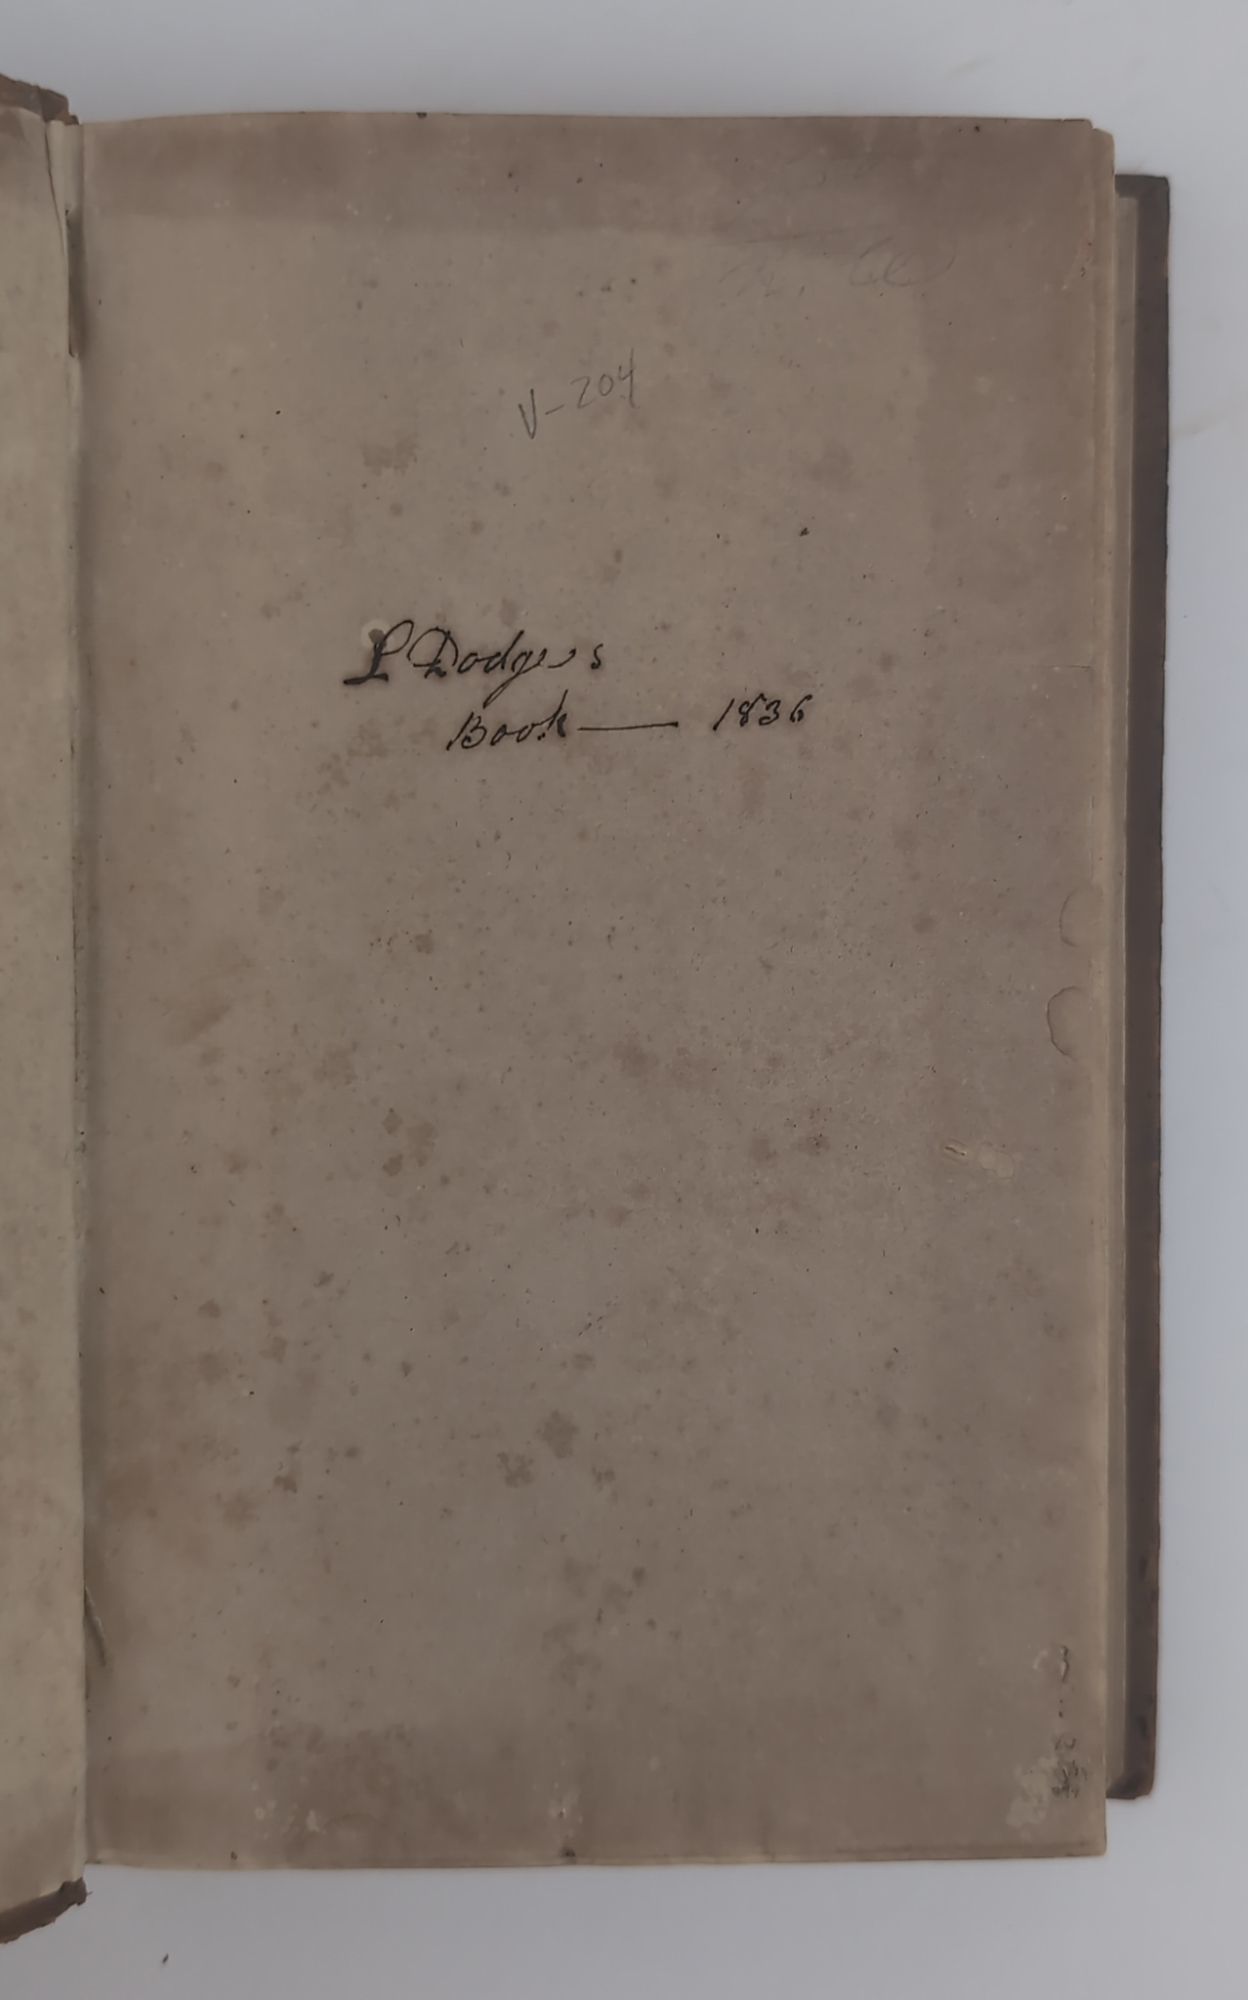 V-204
L Dodge's
Book — 1836